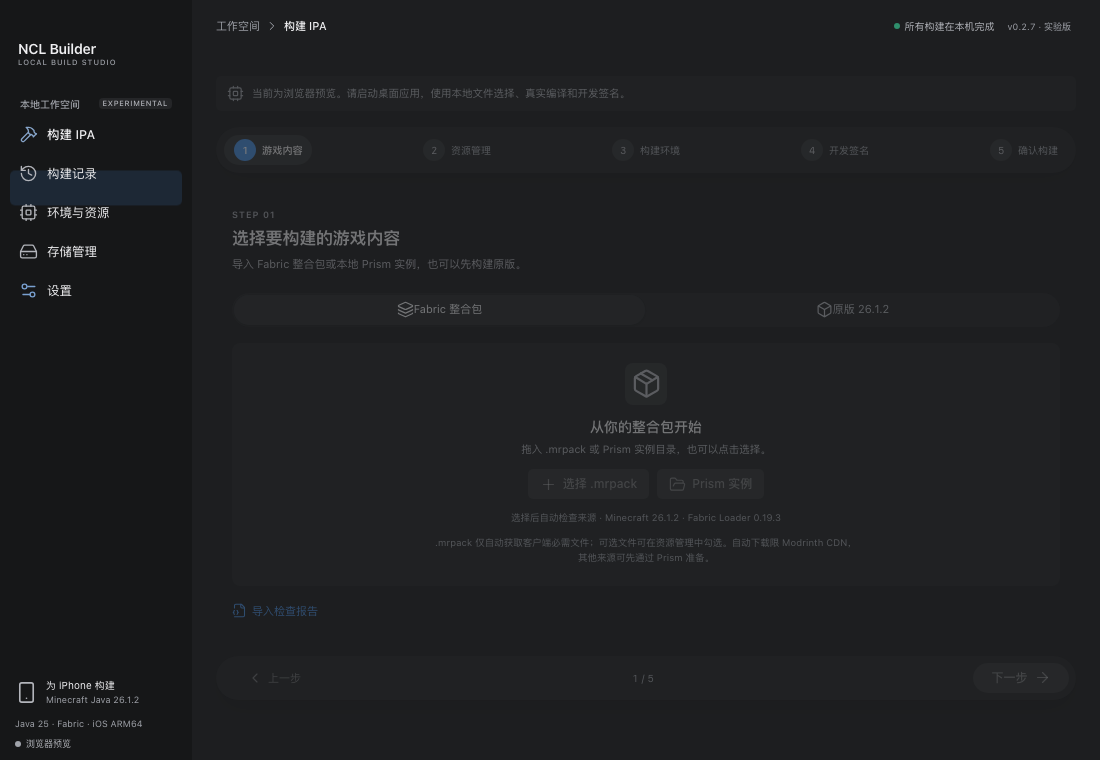 工作空间 > 构建 IPA
所有构建在本机完成 v0.2.7 · 实验版
NCL Builder
LOCAL BUILD STUDIO
本地工作空间 EXPERIMENTAL
构建 IPA
构建记录
环境与资源
存储管理
设置
为 iPhone 构建
Minecraft Java 26.1.2
Java 25 · Fabric · iOS ARM64
浏览器预览
当前为浏览器预览。请启动桌面应用，使用本地文件选择、真实编译和开发签名。
1 游戏内容 2 资源管理 3 构建环境 4 开发签名 5 确认构建
STEP 01
选择要构建的游戏内容
导入 Fabric 整合包或本地 Prism 实例，也可以先构建原版。
Fabric 整合包 原版 26.1.2
从你的整合包开始
拖入 .mrpack 或 Prism 实例目录，也可以点击选择。
选择 .mrpack Prism 实例
选择后自动检查来源 · Minecraft 26.1.2 · Fabric Loader 0.19.3
.mrpack 仅自动获取客户端必需文件；可选文件可在资源管理中勾选。自动下载限 Modrinth CDN，
其他来源可先通过 Prism 准备。
导入检查报告
上一步 1 / 5 下一步